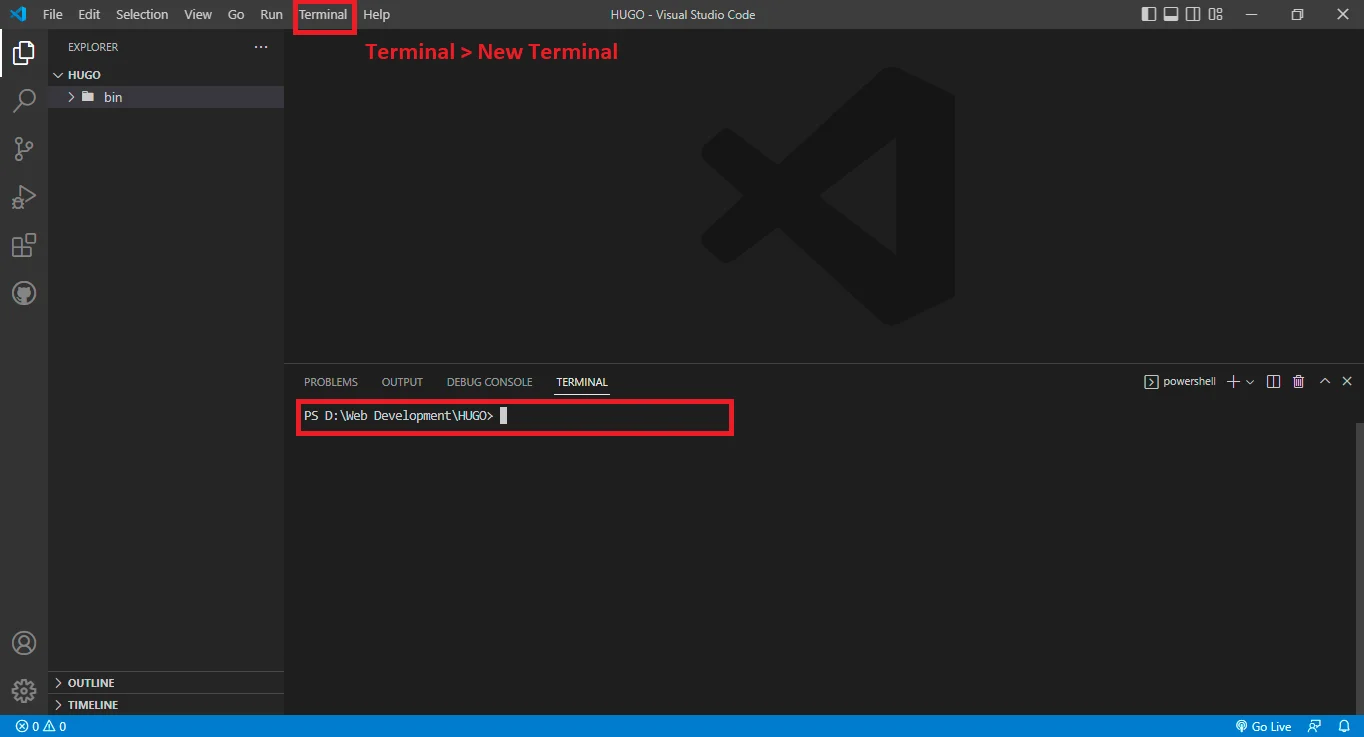 File Edit Selection View Go Run Terminal Help HUGO - Visual Studio Code
EXPLORER
Terminal > New Terminal
HUGO
bin
PROBLEMS OUTPUT DEBUG CONSOLE TERMINAL powershell
PS D:\Web Development\HUGO>
OUTLINE
TIMELINE
0 0 Go Live